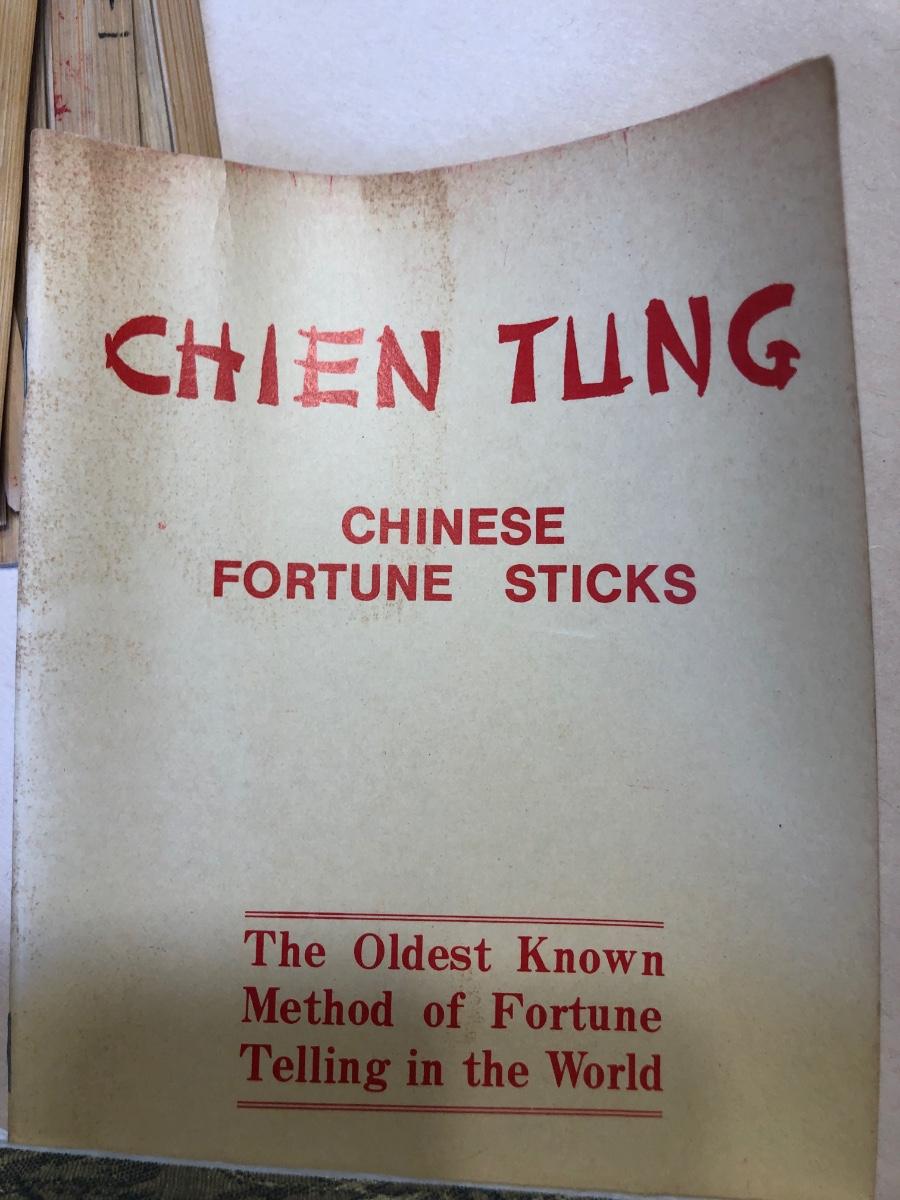 CHIEN TUNG
CHINESE
FORTUNE STICKS
The Oldest Known
Method of Fortune
Telling in the World